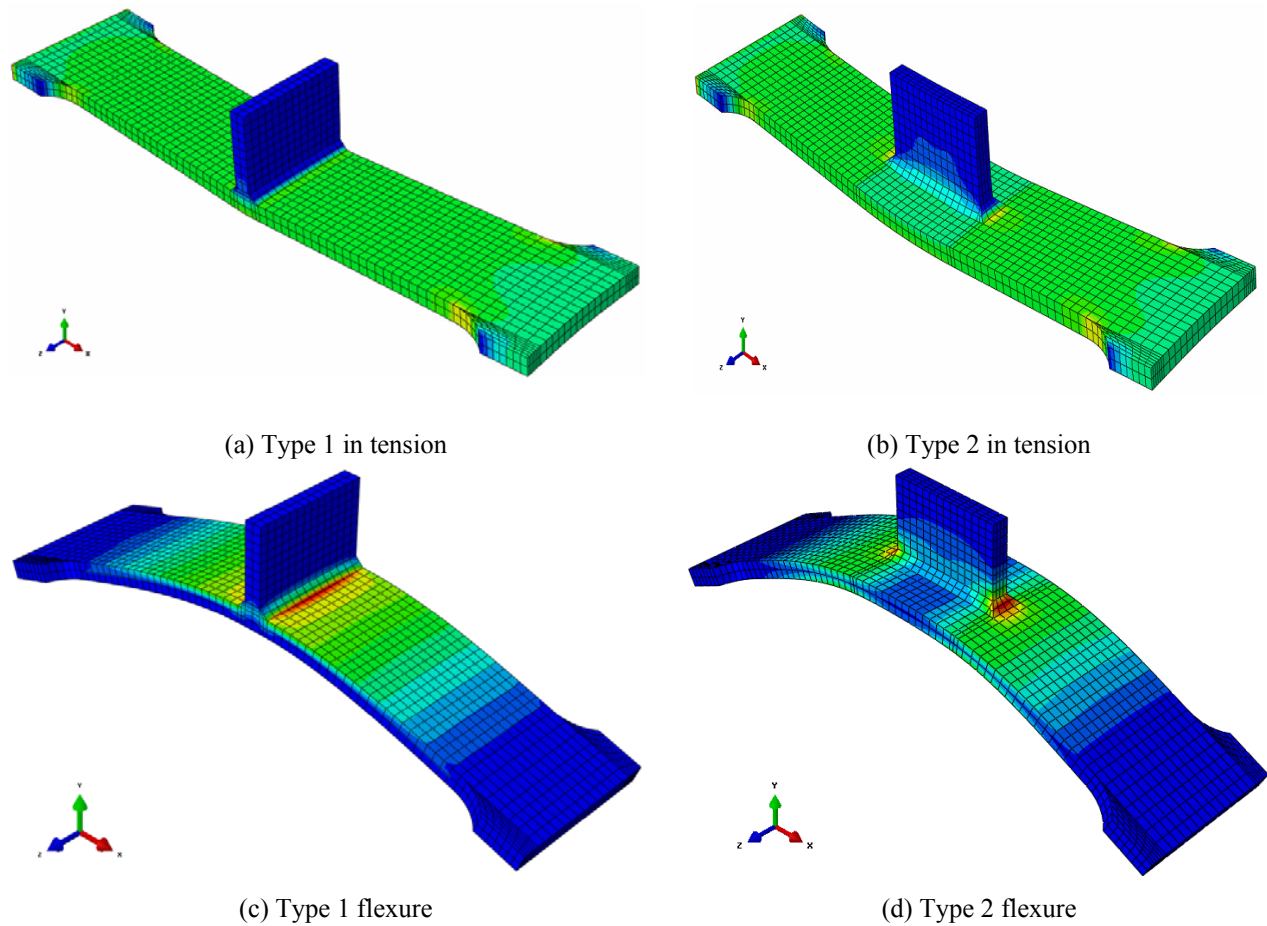 Y
Z X
Y
Z X
(a) Type 1 in tension
(b) Type 2 in tension
Y
Z X
Y
Z X
(c) Type 1 flexure
(d) Type 2 flexure